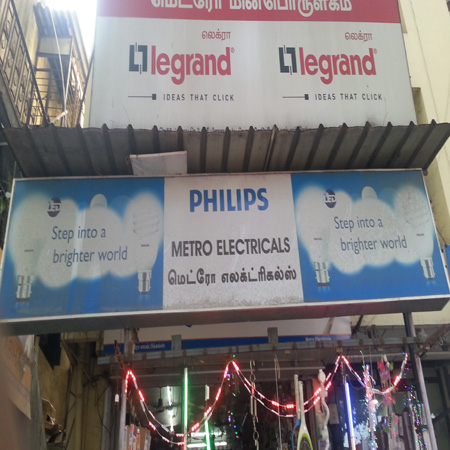 மெட்ரோ மின்பொருளகம்
லெக்ரா லெக்ரா
legrand® legrand®
IDEAS THAT CLICK IDEAS THAT CLICK
PHILIPS
Step into a brighter world
METRO ELECTRICALS
மெட்ரோ எலக்ட்ரிகல்ஸ்
Step into a brighter world